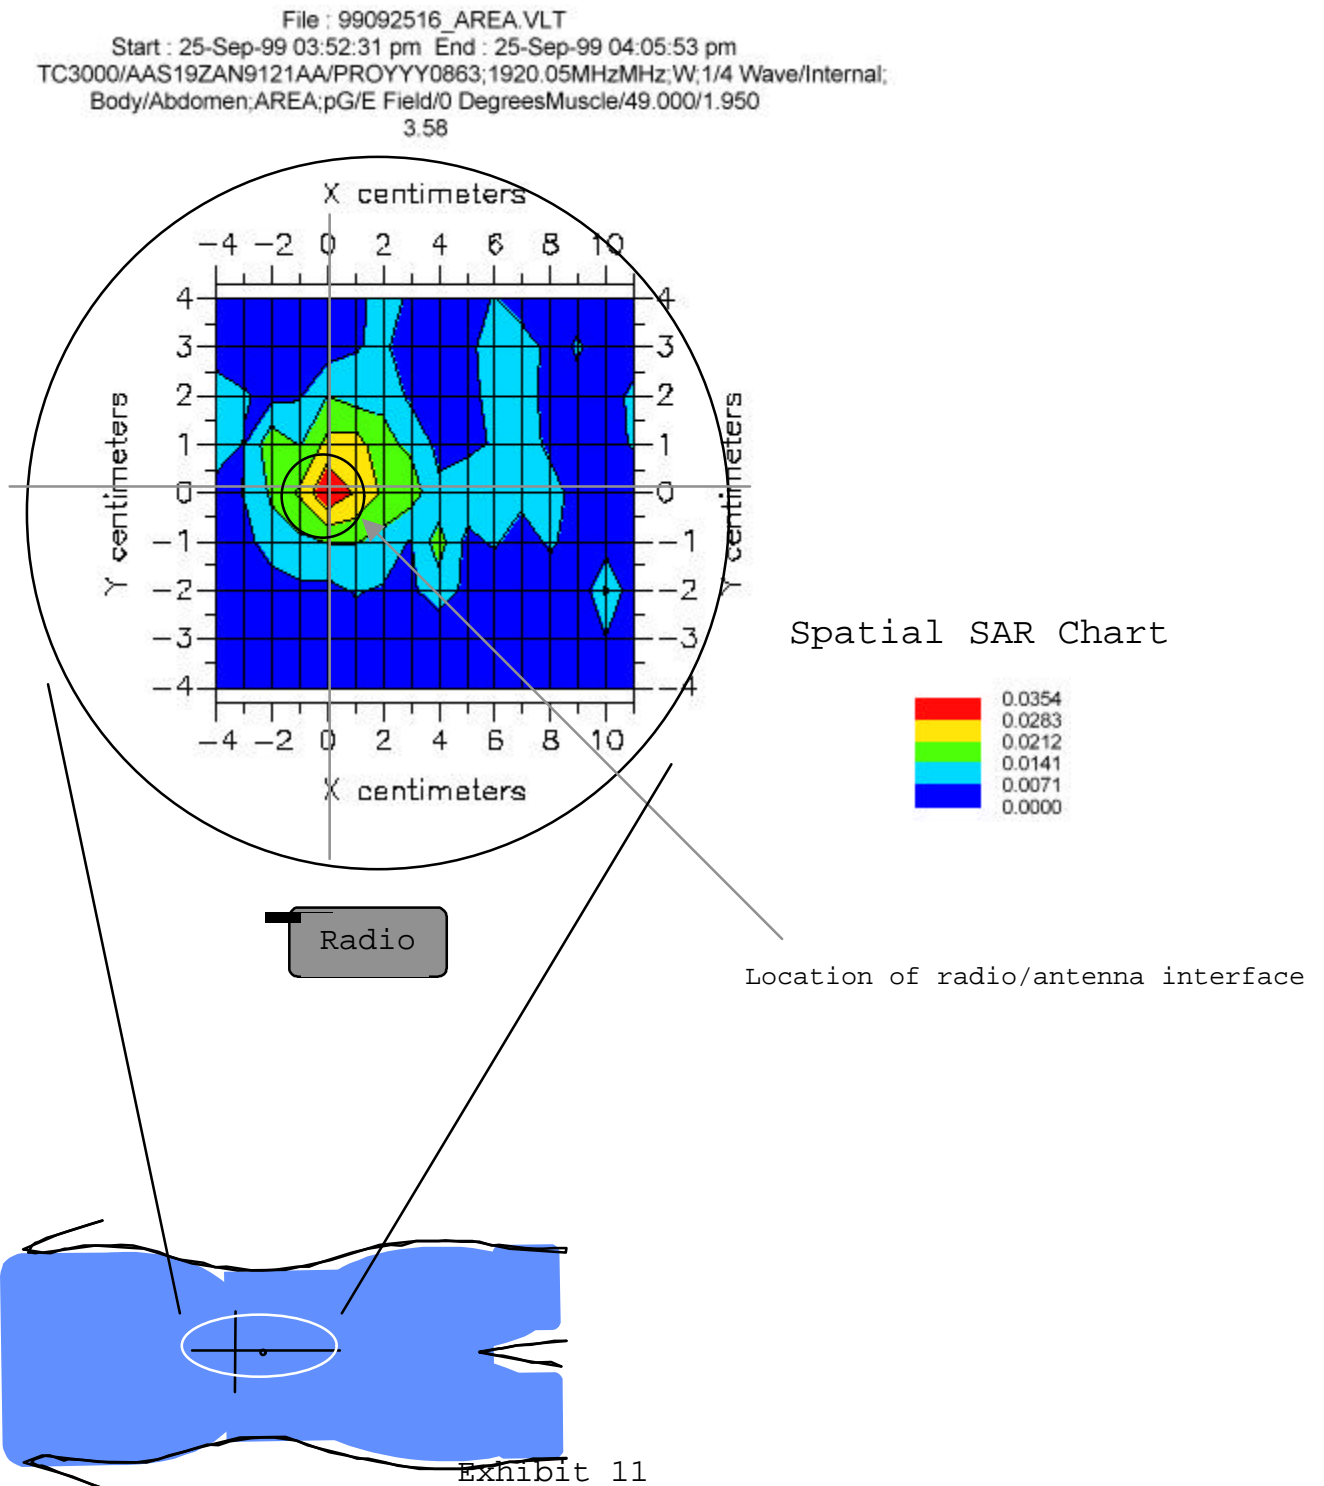 File : 99092516_AREA.VLT
Start : 25-Sep-99 03:52:31 pm End : 25-Sep-99 04:05:53 pm
TC3000/AAS19ZAN9121AA/PROYYY0863;1920.05MHzMHz;W;1/4 Wave/Internal;
Body/Abdomen;AREA;pG/E Field/0 DegreesMuscle/49.000/1.950
3.58
X centimeters
-4 -2 0 2 4 6 8 10
4 4
3 3
2 2
1 1
0 0
-1 -1
-2 -2
-3 -3
-4 -4
Y centimeters
Y centimeters
-4 -2 0 2 4 6 8 10
X centimeters
Spatial SAR Chart
0.0354
0.0283
0.0212
0.0141
0.0071
0.0000
Radio
Location of radio/antenna interface
Exhibit 11